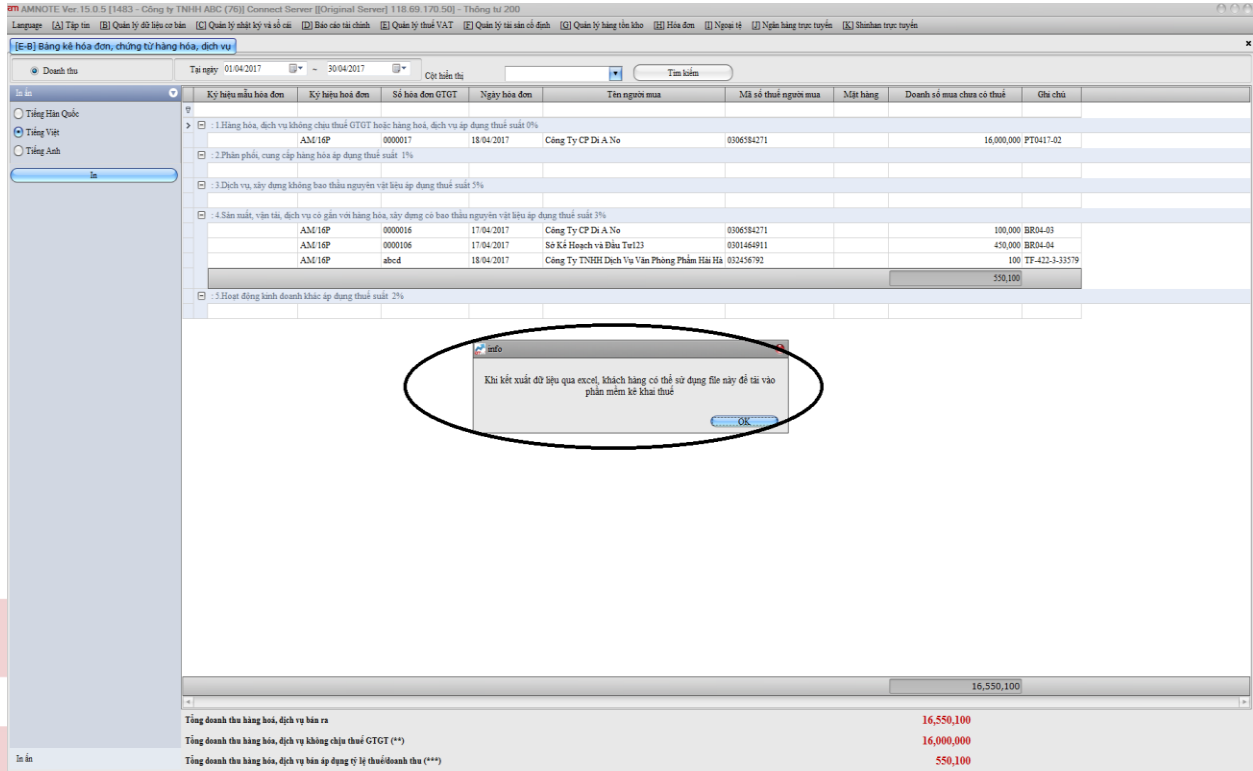 AMNOTE Ver.15.0.5 [1483 - Công ty TNHH ABC (76)] Connect Server [[Original Server] 118.69.170.50] - Thông tư 200
Language [A] Tập tin [B] Quản lý dữ liệu cơ bản [C] Quản lý nhật ký và sổ cái [D] Báo cáo tài chính [E] Quản lý thuế VAT [F] Quản lý tài sản cố định [G] Quản lý hàng tồn kho [H] Hóa đơn [I] Ngoại tệ [J] Ngân hàng trực tuyến [K] Shinhan trực tuyến
[E-8] Bảng kê hóa đơn, chứng từ hàng hóa, dịch vụ
Doanh thu Tại ngày 01/04/2017 ~ 30/04/2017 Cột hiển thị Tìm kiếm
In ấn
Tiếng Hàn Quốc
Tiếng Việt
Tiếng Anh
In
Ký hiệu mẫu hóa đơn Ký hiệu hoá đơn Số hóa đơn GTGT Ngày hóa đơn Tên người mua Mã số thuế người mua Mặt hàng Doanh số mua chưa có thuế Ghi chú
: 1.Hàng hóa, dịch vụ không chịu thuế GTGT hoặc hàng hoá, dịch vụ áp dụng thuế suất 0%
AM/16P 0000017 18/04/2017 Công Ty CP Di A No 0306584271 16,000,000 PT0417-02
: 2.Phân phối, cung cấp hàng hóa áp dụng thuế suất 1%
: 3.Dịch vụ, xây dựng không bao thầu nguyên vật liệu áp dụng thuế suất 5%
: 4.Sản xuất, vận tải, dịch vụ có gắn với hàng hóa, xây dựng có bao thầu nguyên vật liệu áp dụng thuế suất 3%
AM/16P 0000016 17/04/2017 Công Ty CP Di A No 0306584271 100,000 BR04-03
AM/16P 0000106 17/04/2017 Sở Kế Hoạch và Đầu Tư123 0301464911 450,000 BR04-04
AM/16P abcd 18/04/2017 Công Ty TNHH Dịch Vụ Văn Phòng Phẩm Hải Hà 032456792 100 TF-422-3-33579
550,100
: 5.Hoạt động kinh doanh khác áp dụng thuế suất 2%
info
Khi kết xuất dữ liệu qua excel, khách hàng có thể sử dụng file này để tải vào
phần mềm kê khai thuế
OK
16,550,100
Tổng doanh thu hàng hoá, dịch vụ bán ra 16,550,100
Tổng doanh thu hàng hóa, dịch vụ không chịu thuế GTGT (**) 16,000,000
Tổng doanh thu hàng hóa, dịch vụ bán áp dụng tỷ lệ thuế/doanh thu (***) 550,100
In ấn